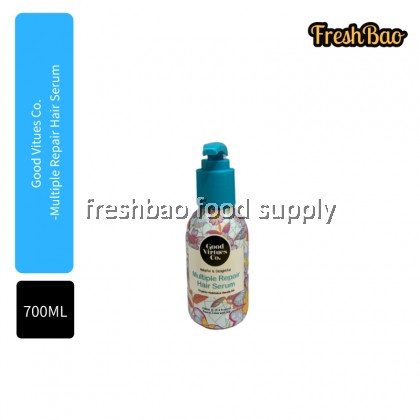 FreshBao
Good Vitues Co.
-Multiple Repair Hair Serum
freshbao food supply
Good
Virtues
Co.
Multiple Repair
Hair Serum
700ML